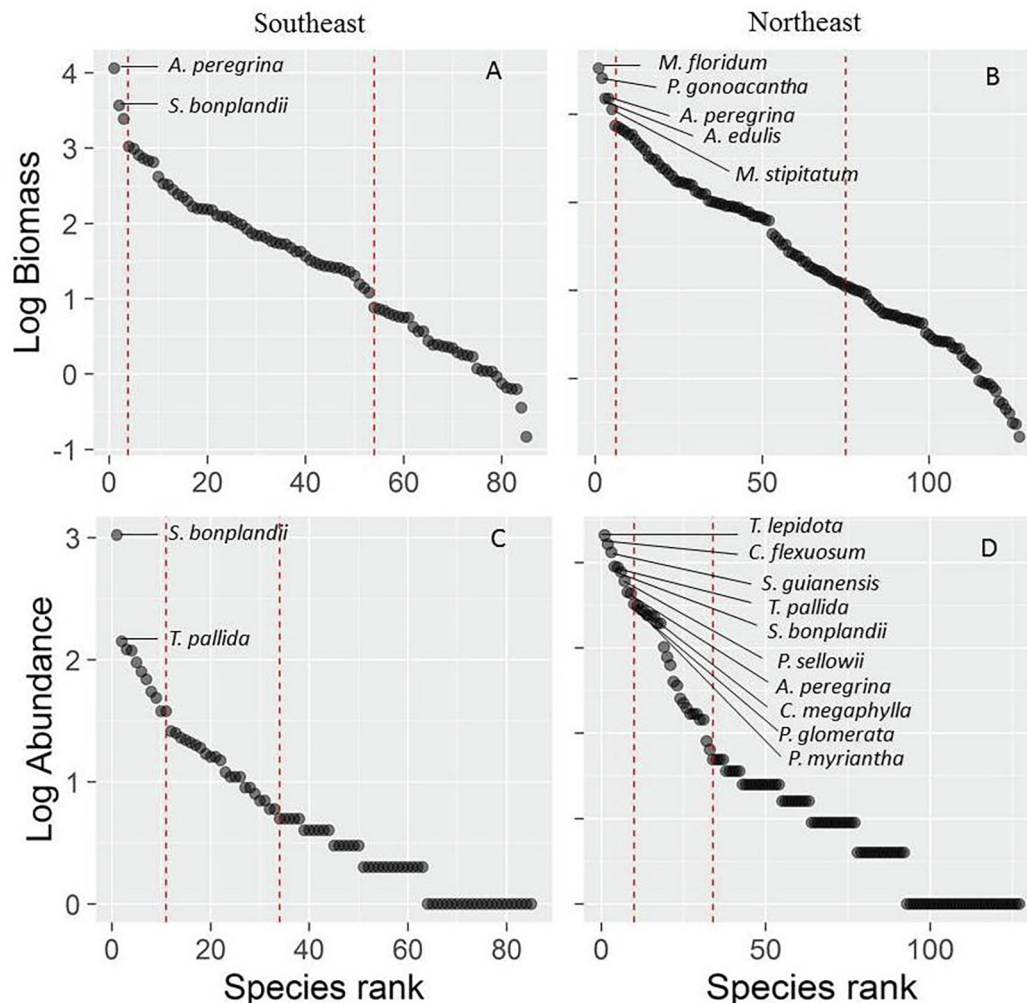 Southeast
Northeast
A
A. peregrina
S. bonplandii
4
3
2
1
0
-1
Log Biomass
0
20
40
60
80
B
M. floridum
P. gonoacantha
A. peregrina
A. edulis
M. stipitatum
0
50
100
C
S. bonplandii
T. pallida
3
2
1
0
Log Abundance
0
20
40
60
80
Species rank
D
T. lepidota
C. flexuosum
S. guianensis
T. pallida
S. bonplandii
P. sellowii
A. peregrina
C. megaphylla
P. glomerata
P. myriantha
0
50
100
Species rank